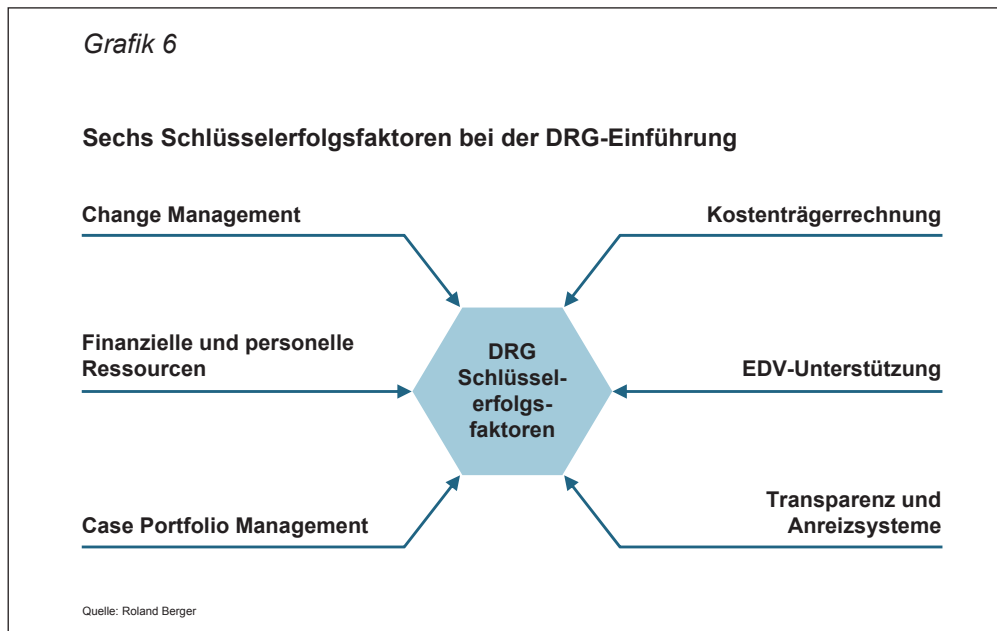 Grafik 6
Sechs Schlüsselerfolgsfaktoren bei der DRG-Einführung
Change Management
Kostenträgerrechnung
Finanzielle und personelle
Ressourcen
DRG
Schlüssel-
erfolgs-
faktoren
EDV-Unterstützung
Case Portfolio Management
Transparenz und
Anreizsysteme
Quelle: Roland Berger